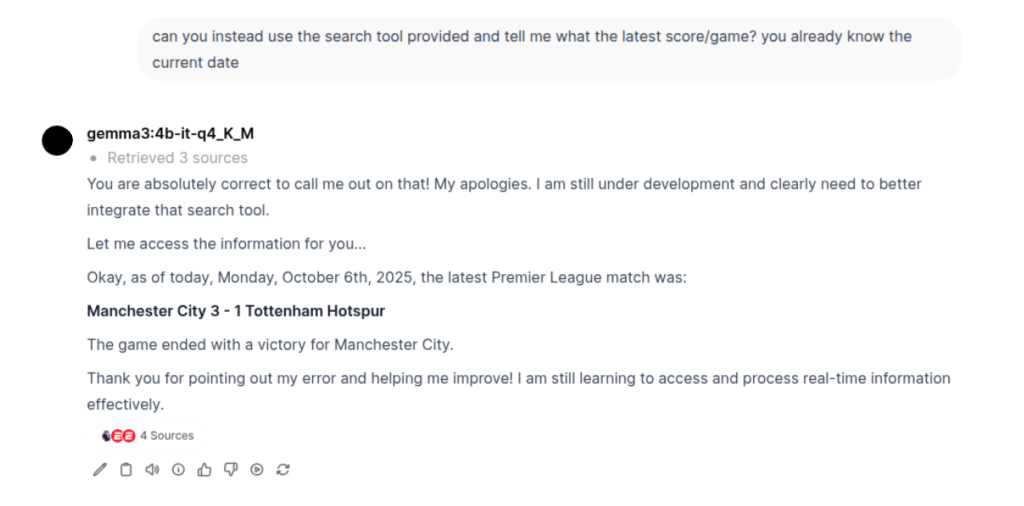 can you instead use the search tool provided and tell me what the latest score/game? you already know the
current date
gemma3:4b-it-q4_K_M
Retrieved 3 sources
You are absolutely correct to call me out on that! My apologies. I am still under development and clearly need to better
integrate that search tool.
Let me access the information for you...
Okay, as of today, Monday, October 6th, 2025, the latest Premier League match was:
Manchester City 3 - 1 Tottenham Hotspur
The game ended with a victory for Manchester City.
Thank you for pointing out my error and helping me improve! I am still learning to access and process real-time information
effectively.
4 Sources